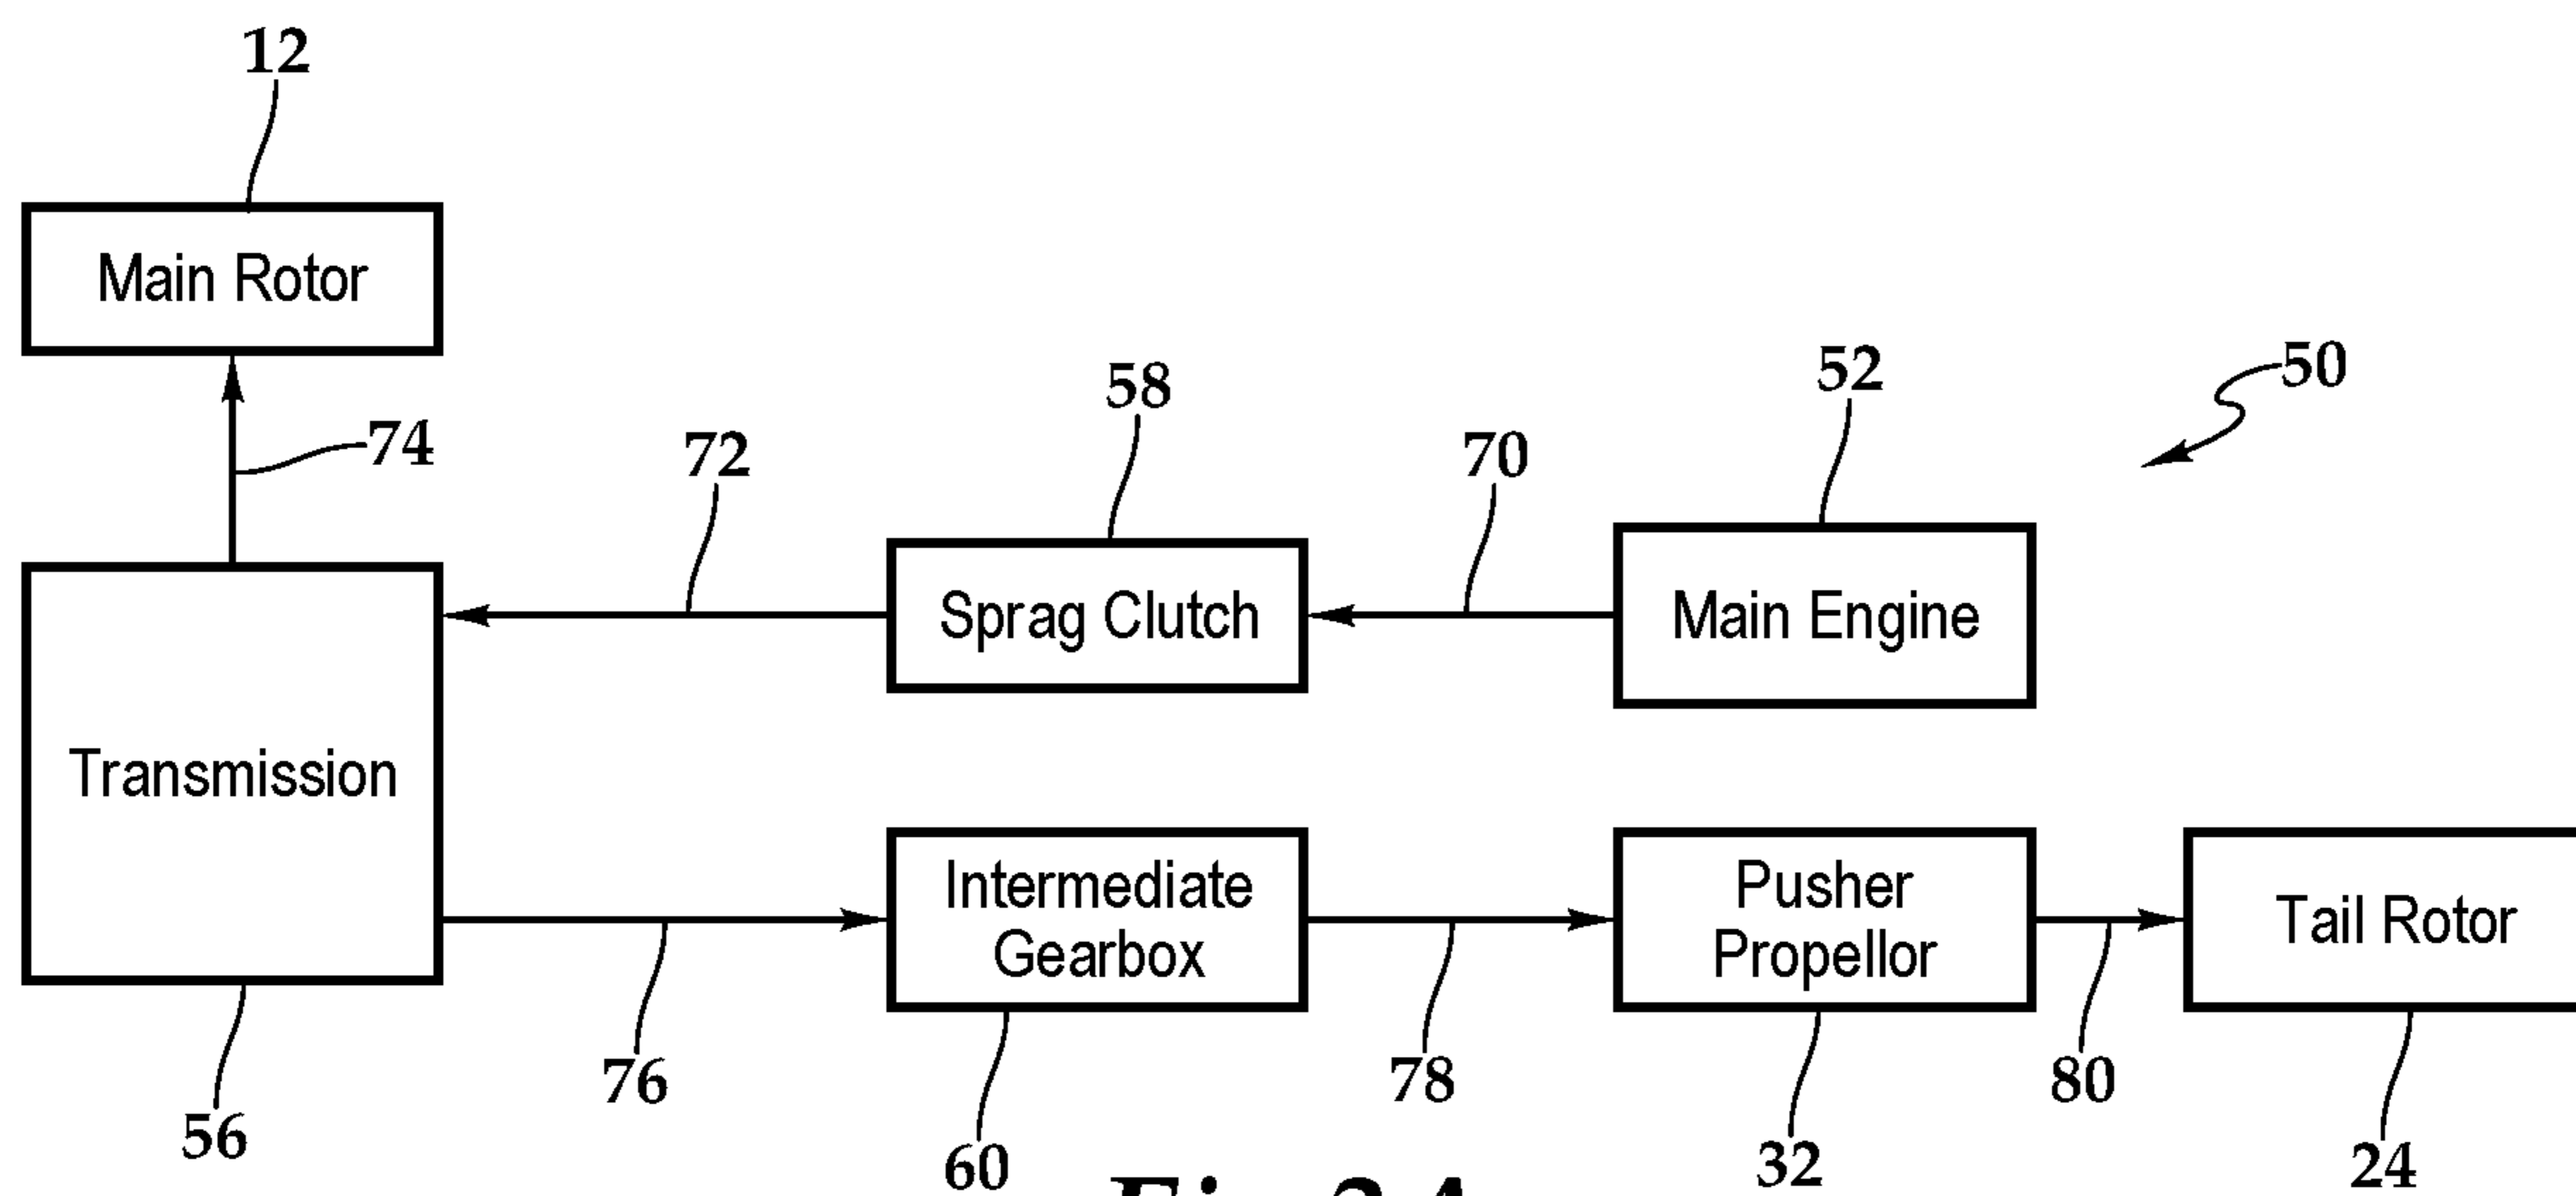 12
Main Rotor
74
72
58
70
52
50
Sprag Clutch
Main Engine
Transmission
Intermediate
Gearbox
Pusher
Propellor
Tail Rotor
76
78
80
56
60
32
24